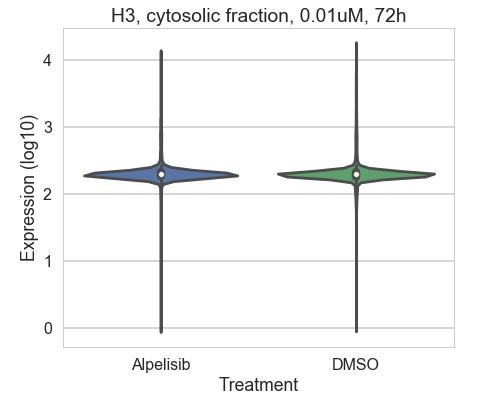 H3, cytosolic fraction, 0.01uM, 72h
Expression (log10)
4
3
2
1
0
Alpelisib
DMSO
Treatment